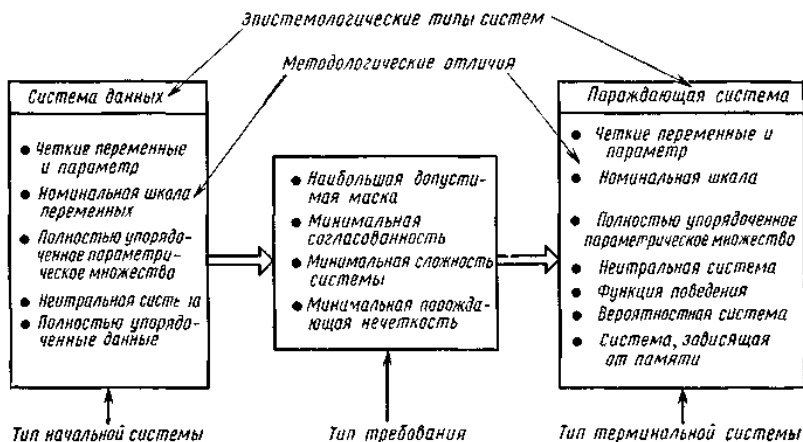 Эпистемологические типы систем
Методологические отличия
Система данных
• Четкие переменные
и параметр
• Номинальная шкала
переменных
• Полностью упорядо-
ченное параметри-
ческое множество
• Нейтральная система
• Полностью упорядо-
ченные данные
• Наибольшая допусти-
мая маска
• Минимальная
согласованность
• Минимальная сложность
системы
• Минимальная порожда-
ющая нечеткость
Пораждающая система
• Четкие переменные и
параметр
• Номинальная шкала
• Полностью упорядоченное
параметрическое множество
• Нейтральная система
• Функция поведения
• Вероятностная система
• Система, зависящая
от памяти
Тип начальной системы
Тип требования
Тип терминальной системы